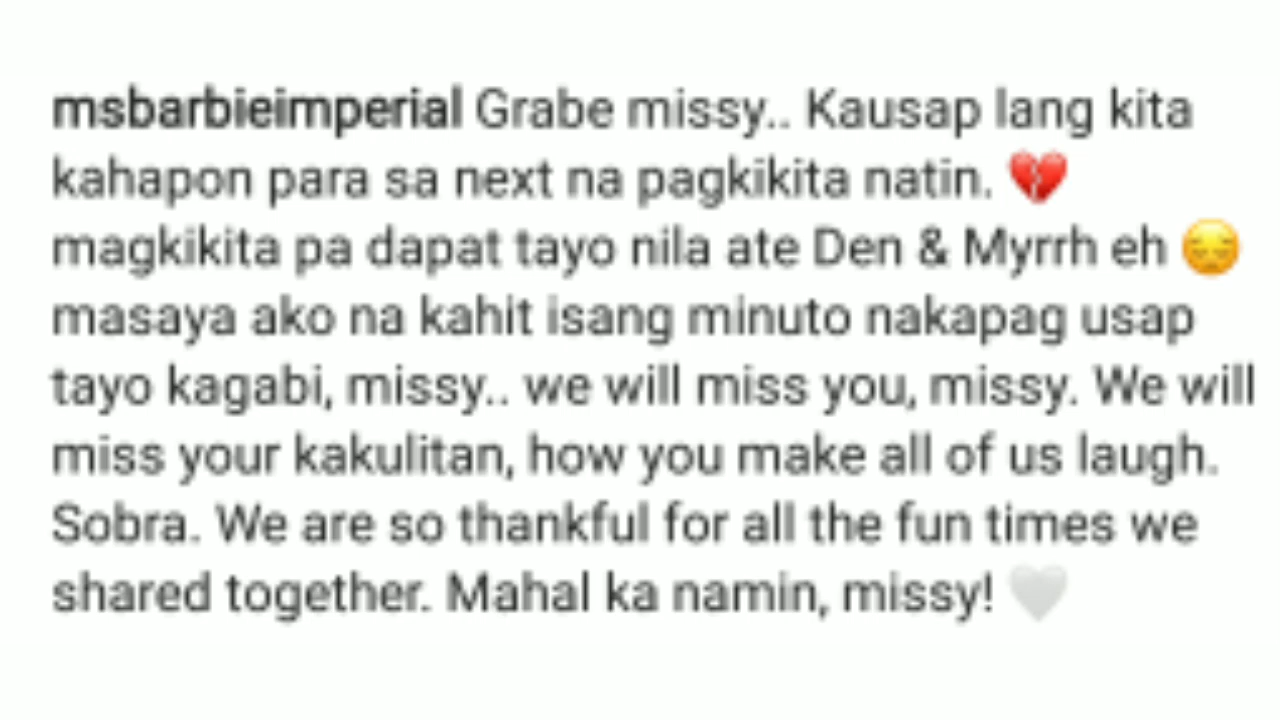 msbarbieimperial Grabe missy.. Kausap lang kita
kahapon para sa next na pagkikita natin. 💔
magkikita pa dapat tayo nila ate Den & Myrrh eh 😔
masaya ako na kahit isang minuto nakapag usap
tayo kagabi, missy.. we will miss you, missy. We will
miss your kakulitan, how you make all of us laugh.
Sobra. We are so thankful for all the fun times we
shared together. Mahal ka namin, missy! 🤍